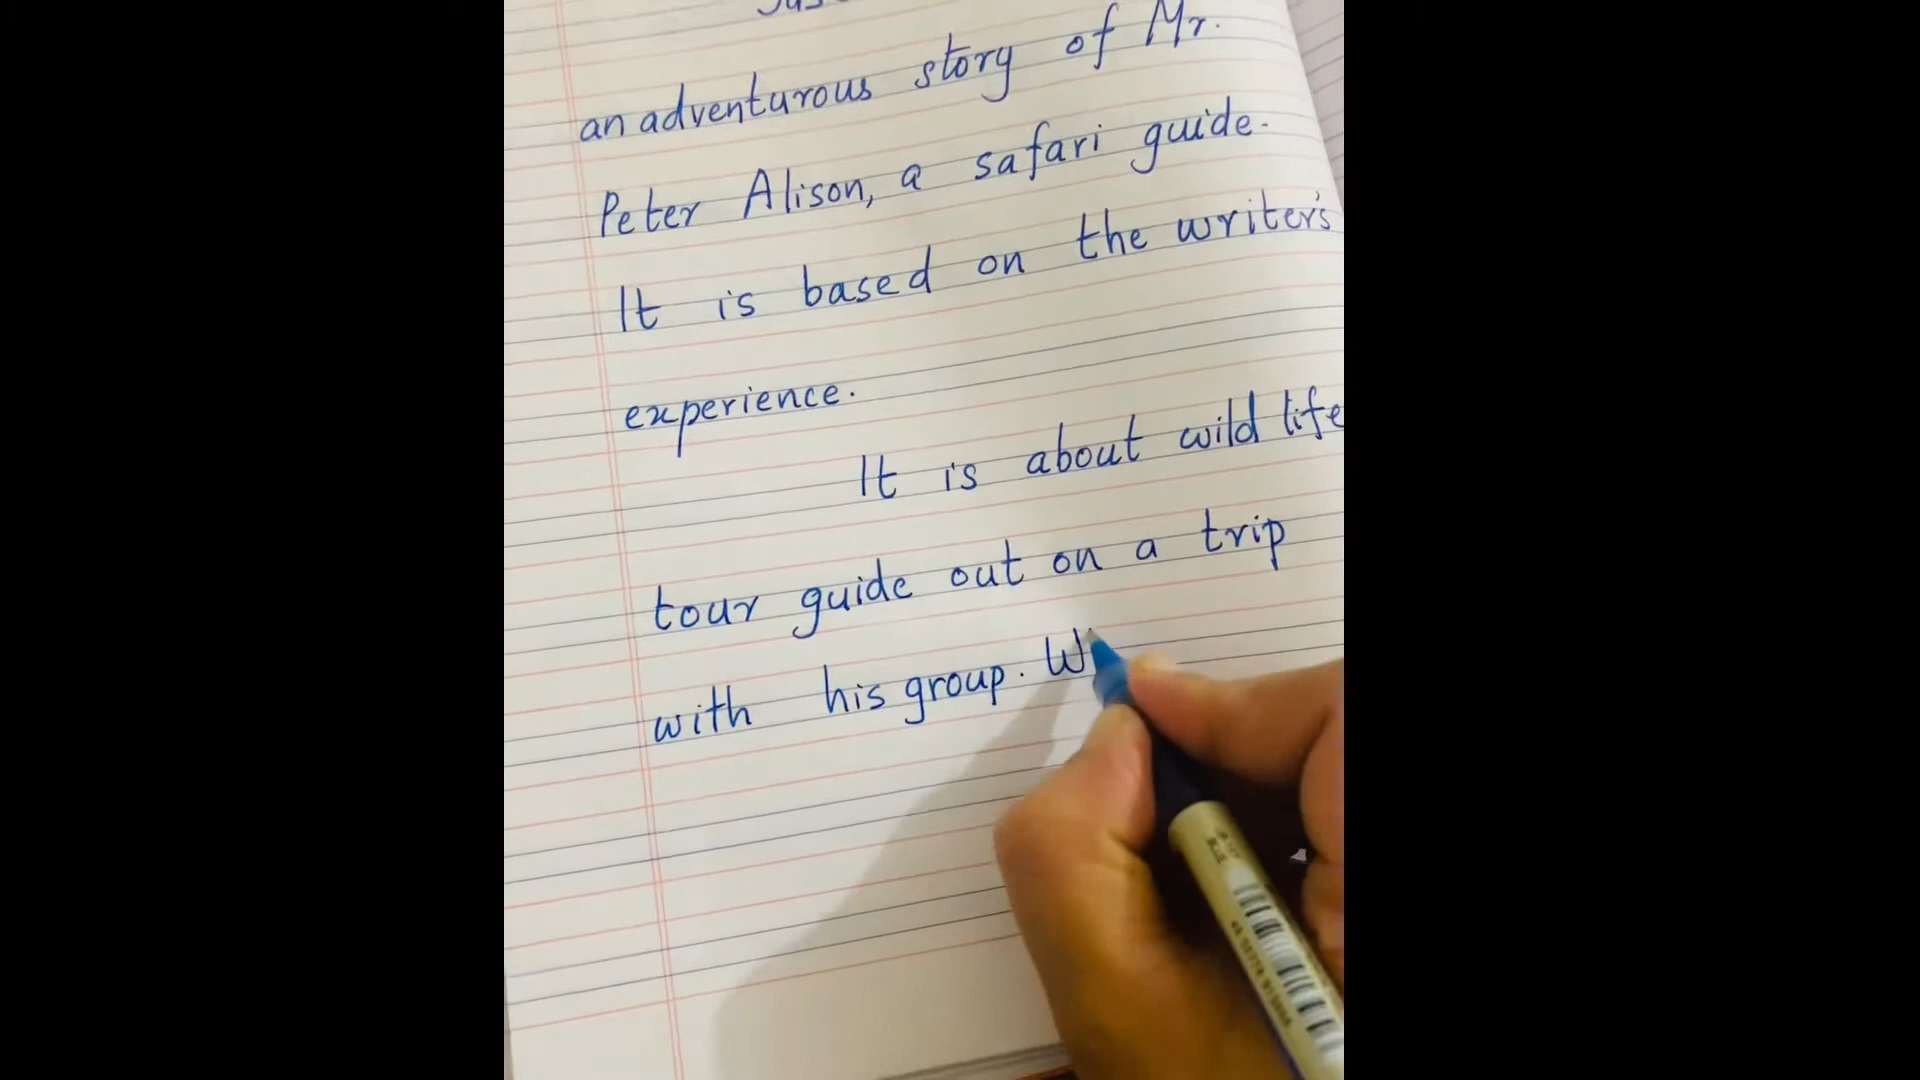 an adventurous story of Mr.
Peter Alison, a safari guide.
It is based on the writer's
experience.
It is about wild life
tour guide out on a trip
with his group. W